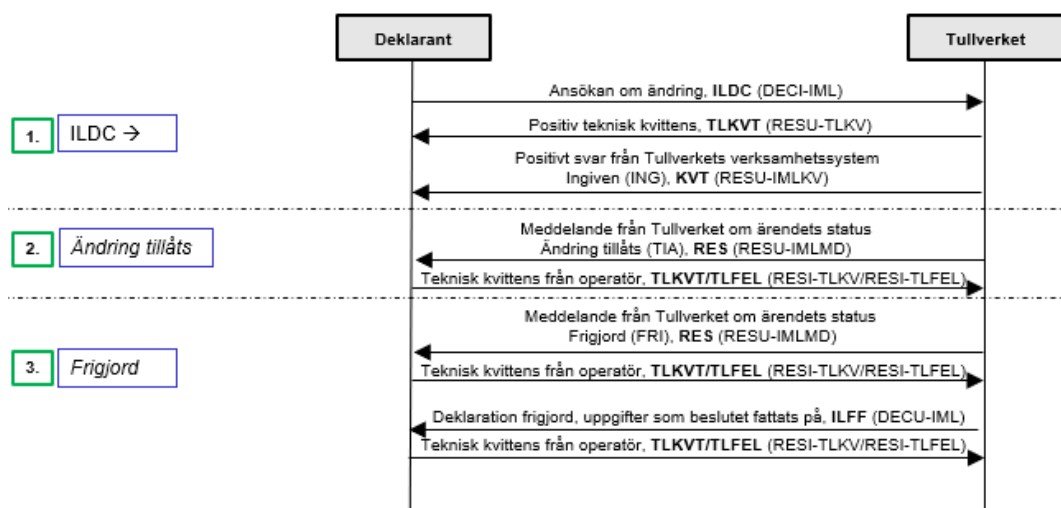 Deklarant
Tullverket
Ansökan om ändring, ILDC (DECI-IML)
1.
ILDC →
Positiv teknisk kvittens, TLKVT (RESU-TLKV)
Positivt svar från Tullverkets verksamhetssystem
Ingiven (ING), KVT (RESU-IMLKV)
2.
Ändring tillåts
Meddelande från Tullverket om ärendets status
Ändring tillåts (TIA), RES (RESU-IMLMD)
Teknisk kvittens från operatör, TLKVT/TLFEL (RESI-TLKV/RESI-TLFEL)
3.
Frigjord
Meddelande från Tullverket om ärendets status
Frigjord (FRI), RES (RESU-IMLMD)
Teknisk kvittens från operatör, TLKVT/TLFEL (RESI-TLKV/RESI-TLFEL)
Deklaration frigjord, uppgifter som beslutet fattats på, ILFF (DECU-IML)
Teknisk kvittens från operatör, TLKVT/TLFEL (RESI-TLKV/RESI-TLFEL)